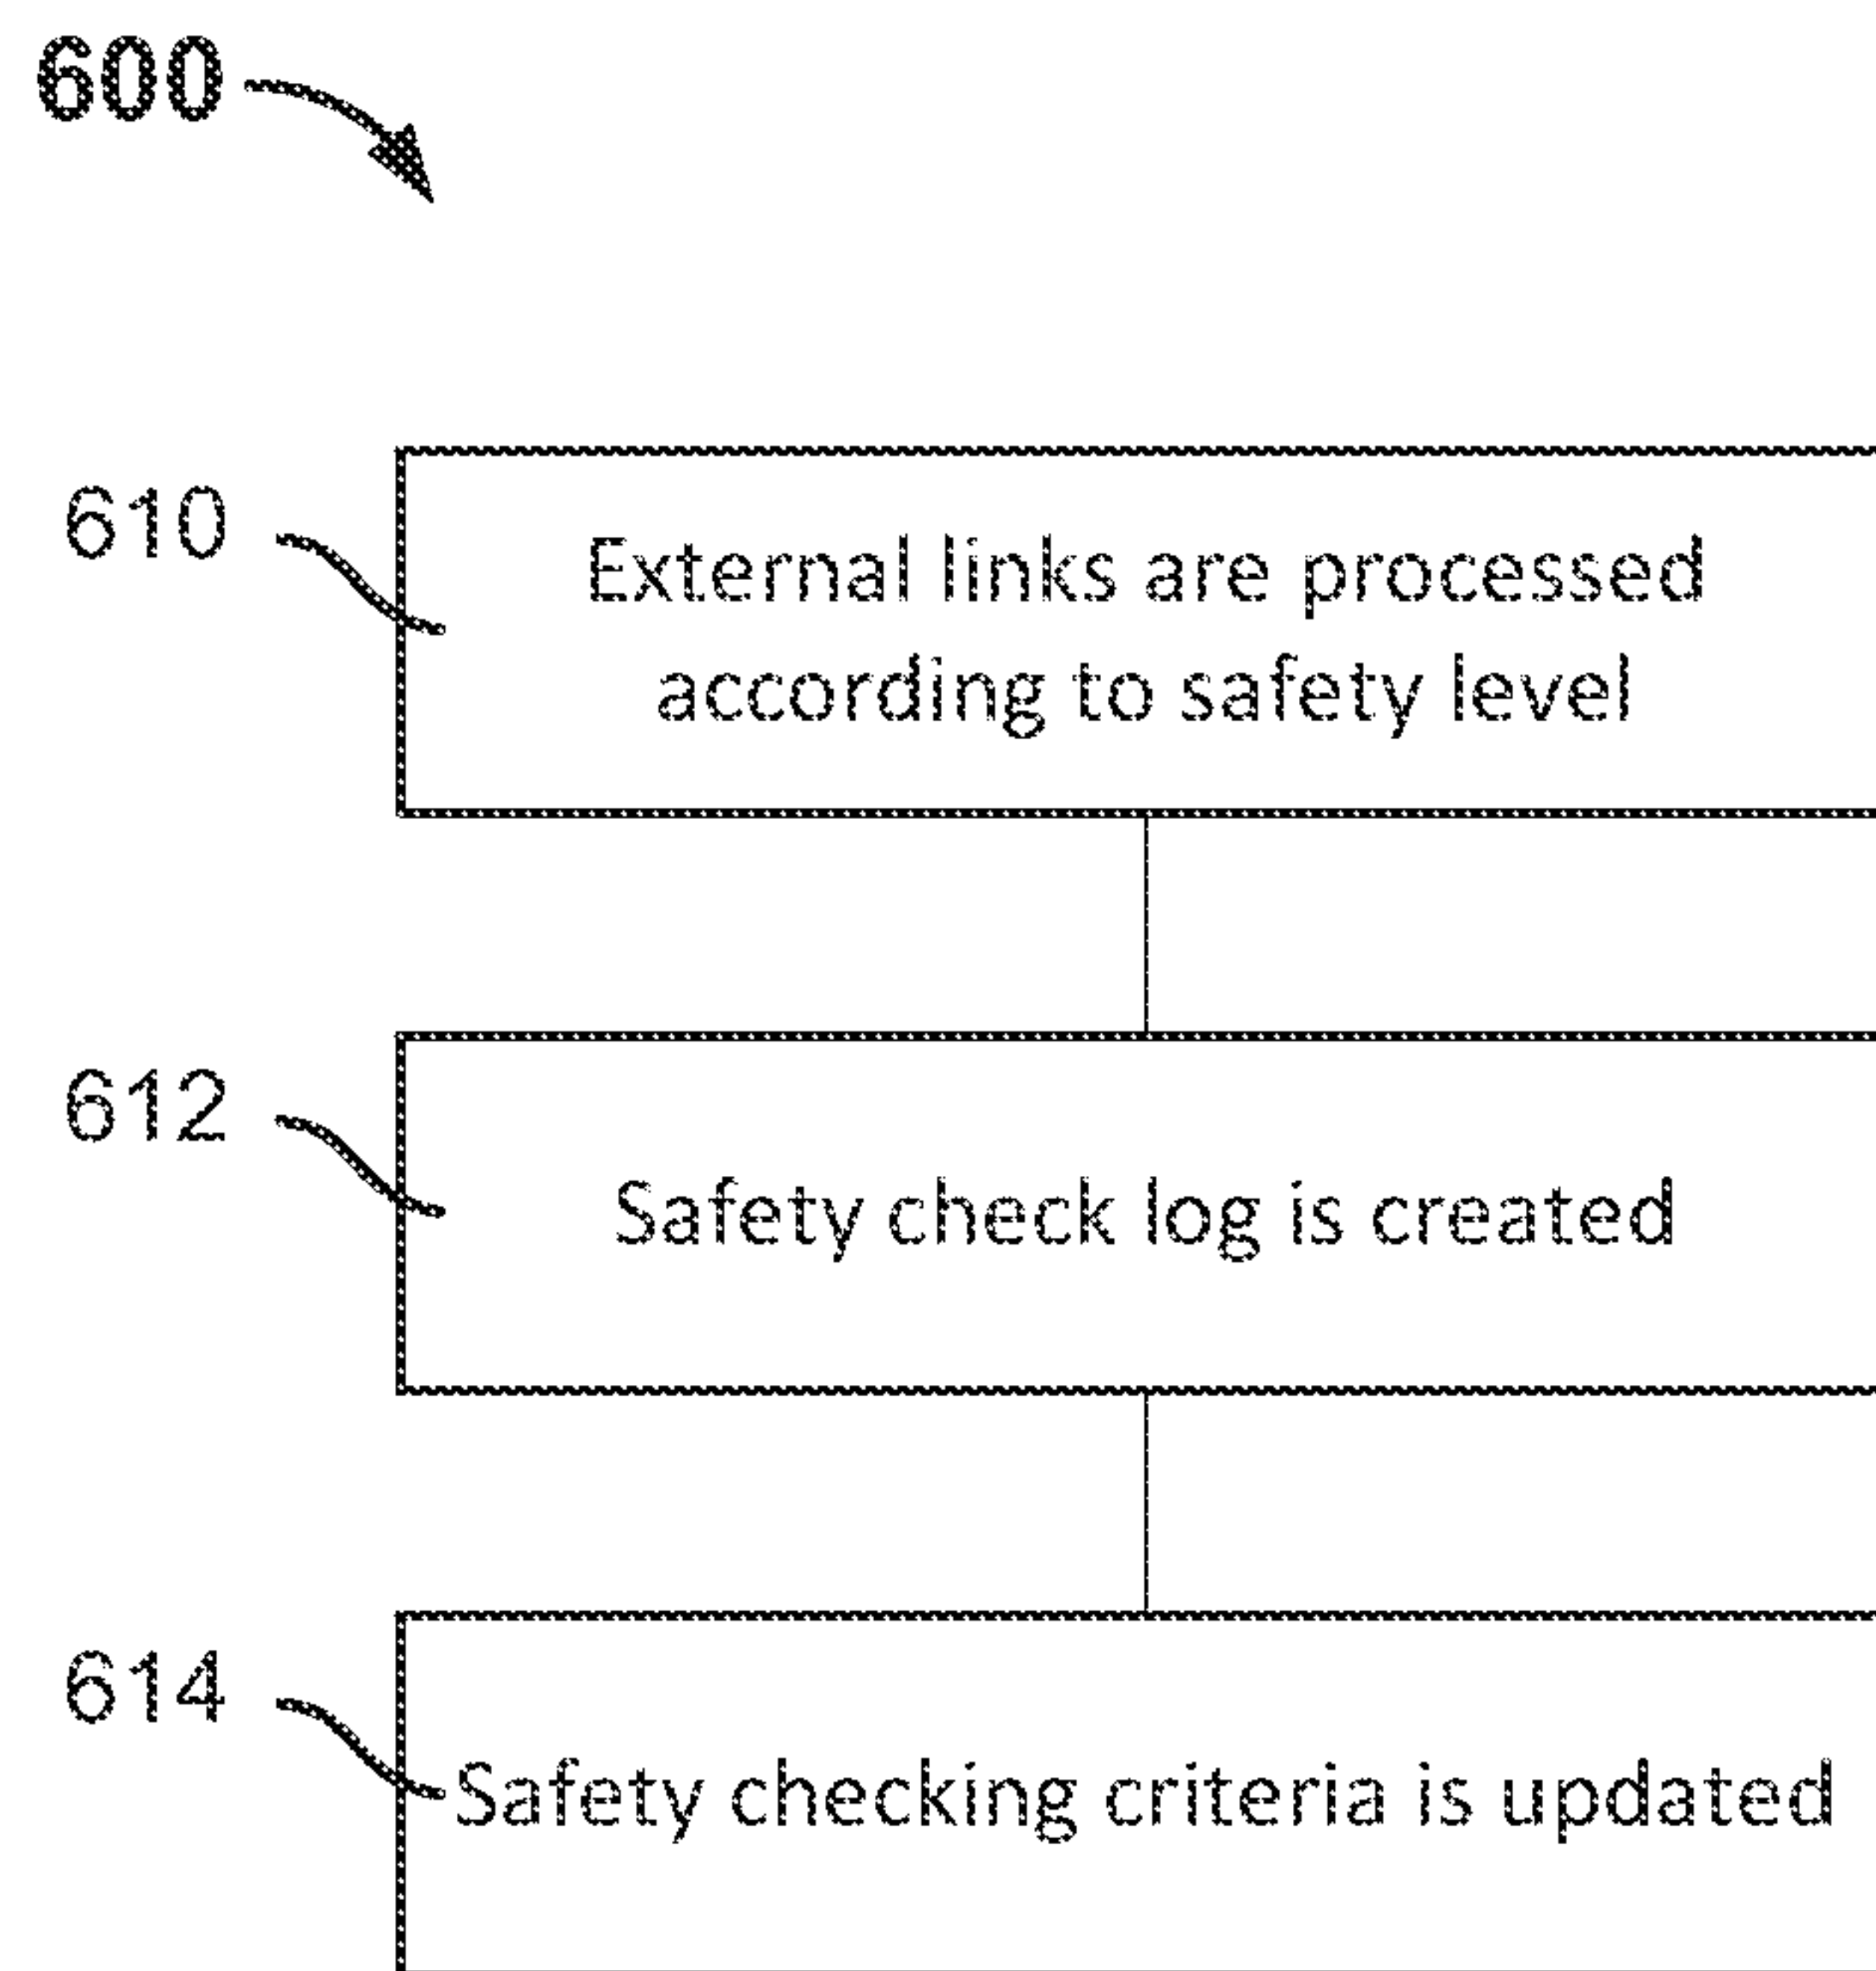 600
610
External links are processed
according to safety level
612
Safety check log is created
614
Safety checking criteria is updated